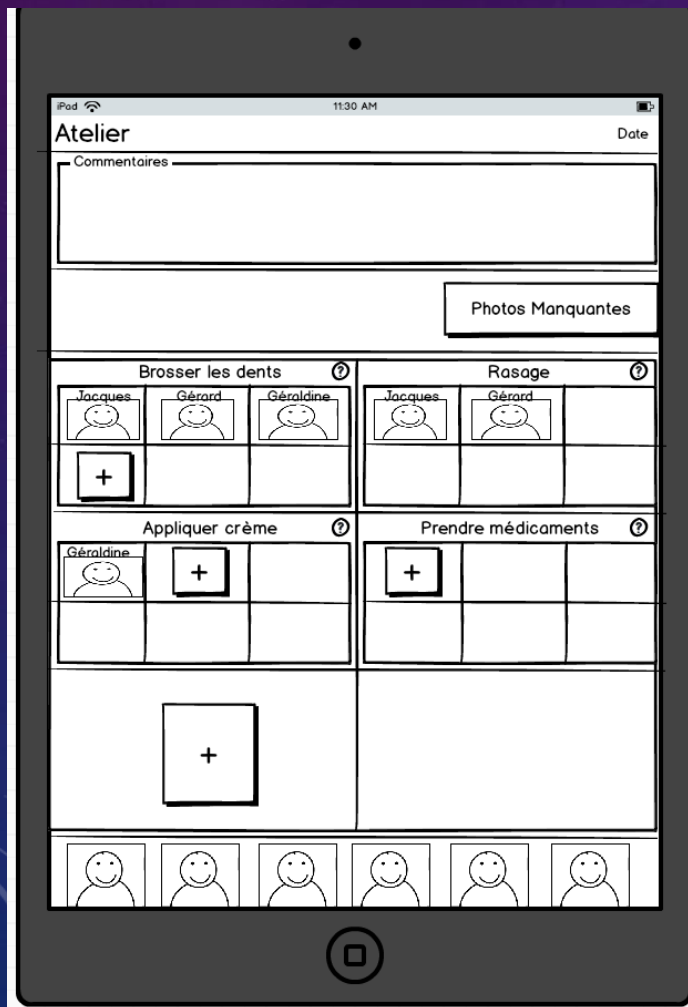 iPad 11:30 AM
Atelier Date
Commentaires
Photos Manquantes
Brosser les dents ? Rasage ?
Jacques Gérard Géraldine Jacques Gérard
+
Appliquer crème ? Prendre médicaments ?
Géraldine + +
+